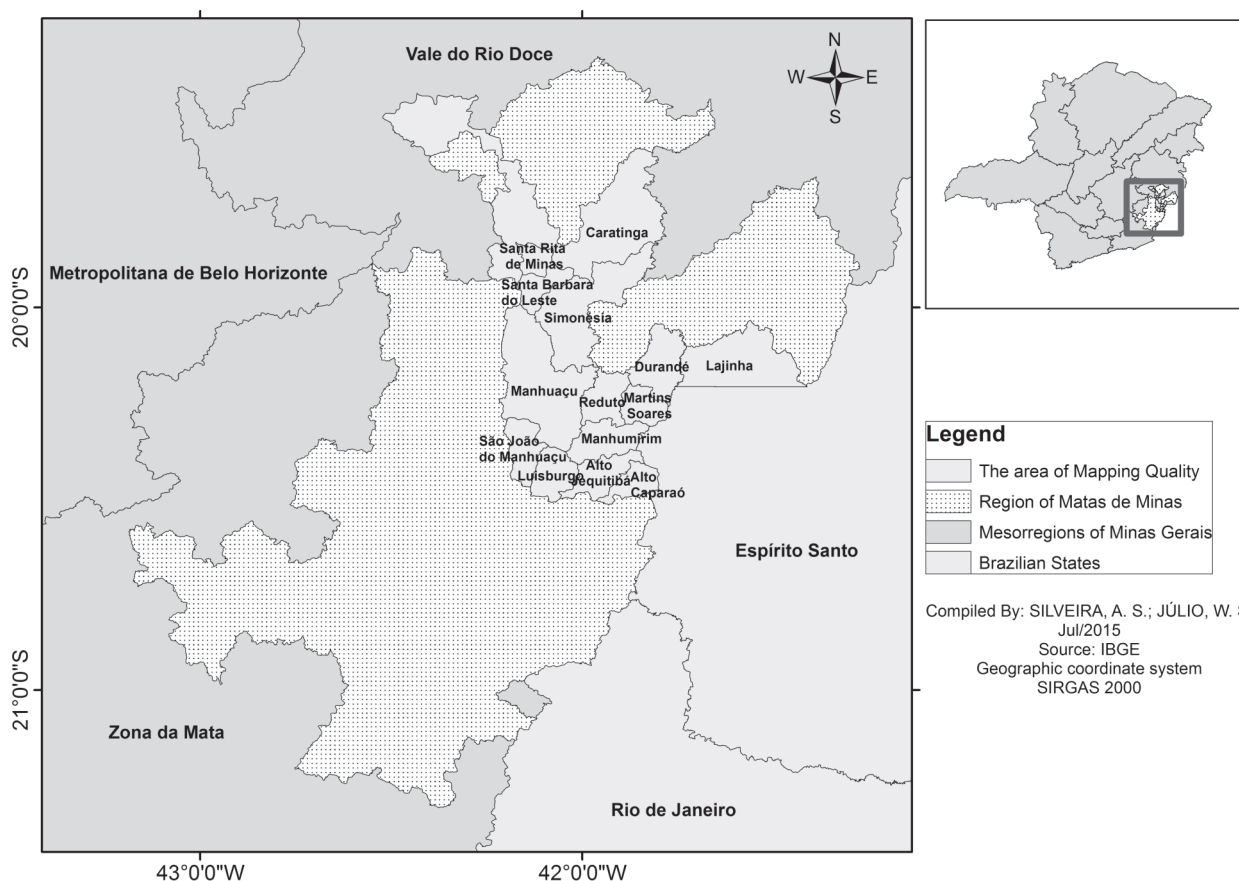 Vale do Rio Doce
N
W E
S
Caratinga
Santa Rita
de Minas
Metropolitana de Belo Horizonte
Santa Barbara
do Leste
20°0'0"S
Simonésia
Durandé
Lajinha
Manhuaçu
Reduto
Martins
Soares
São João
do Manhuaçu
Manhumirim
Luisburgo
Alto
Jequitibá
Alto
Caparaó
Espírito Santo
21°0'0"S
Zona da Mata
Rio de Janeiro
43°0'0"W
42°0'0"W
Legend
The area of Mapping Quality
Region of Matas de Minas
Mesorregions of Minas Gerais
Brazilian States
Compiled By: SILVEIRA, A. S.; JÚLIO, W. S
Jul/2015
Source: IBGE
Geographic coordinate system
SIRGAS 2000